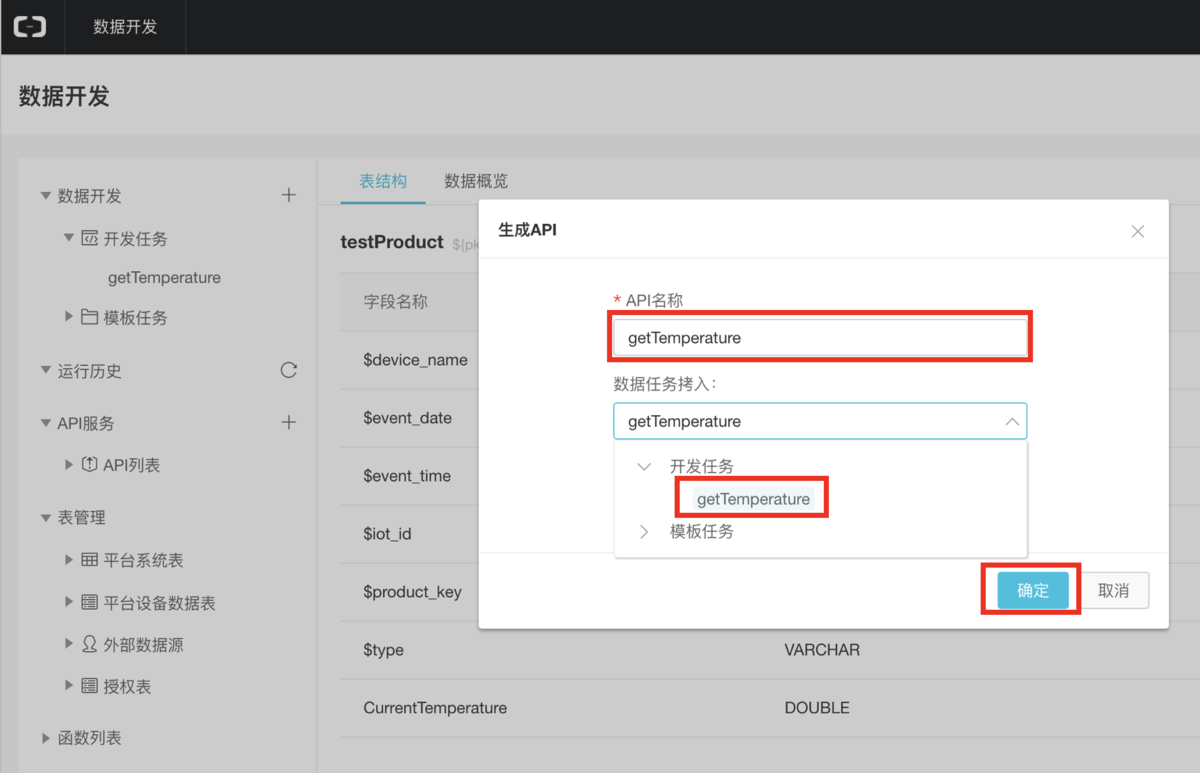 数据开发
数据开发
数据开发
开发任务
getTemperature
模板任务
运行历史
API服务
API列表
表管理
平台系统表
平台设备数据表
外部数据源
授权表
函数列表
表结构 数据概览
testProduct ${pk
字段名称
$device_name
$event_date
$event_time
$iot_id
$product_key
$type VARCHAR
CurrentTemperature DOUBLE
生成API
* API名称
getTemperature
数据任务拷入:
getTemperature
开发任务
getTemperature
模板任务
确定 取消